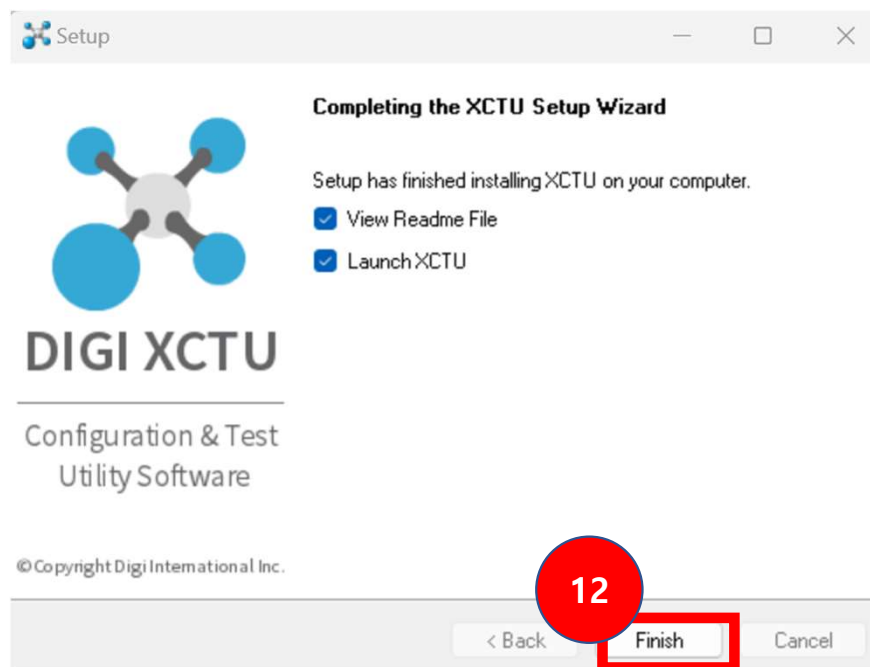 Setup
Completing the XCTU Setup Wizard
Setup has finished installing XCTU on your computer.
View Readme File
Launch XCTU
DIGI XCTU
Configuration & Test
Utility Software
©Copyright Digi International Inc.
12
< Back
Finish
Cancel